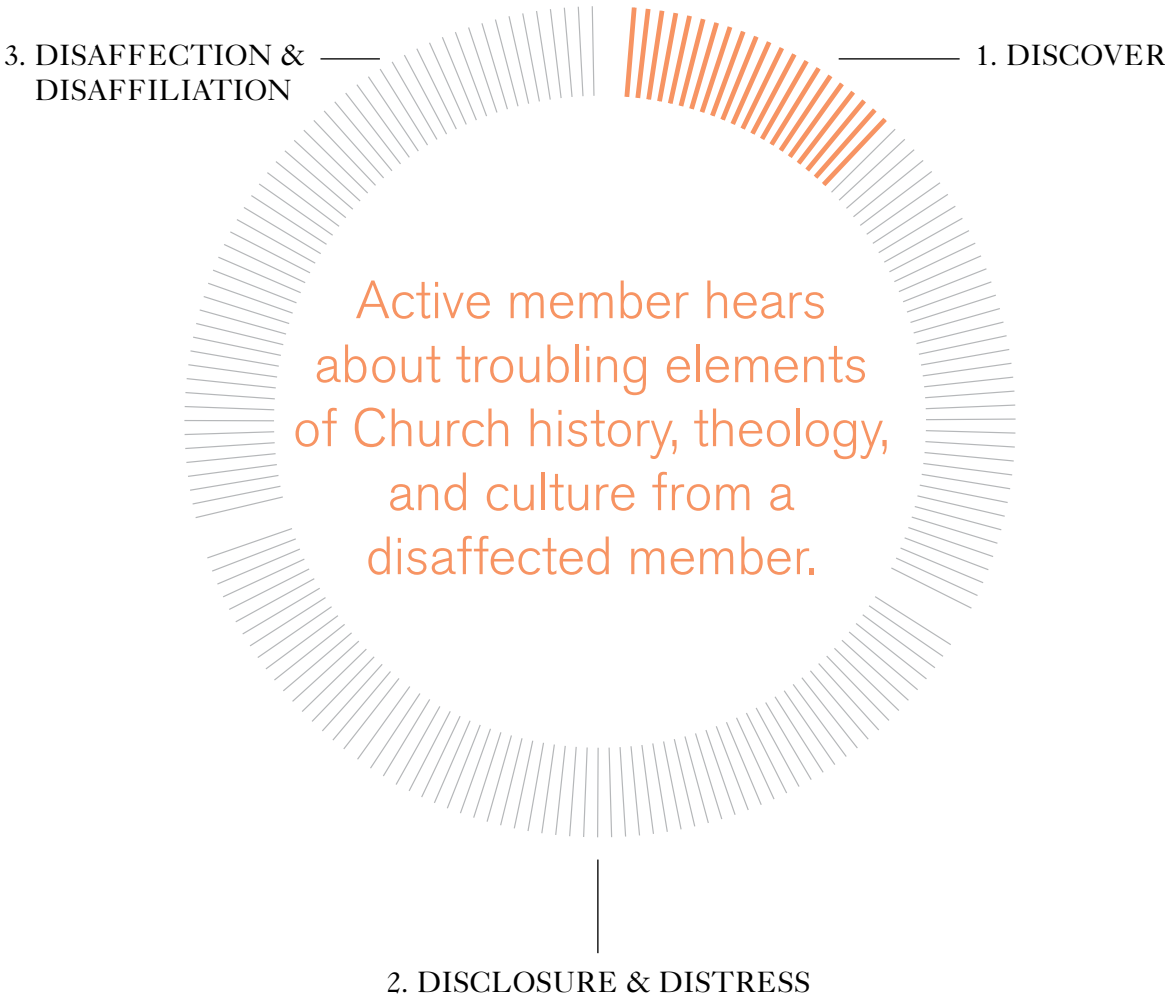 3. DISAFFECTION &
DISAFFILIATION
1. DISCOVER
Active member hears
about troubling elements
of Church history, theology,
and culture from a
disaffected member.
2. DISCLOSURE & DISTRESS